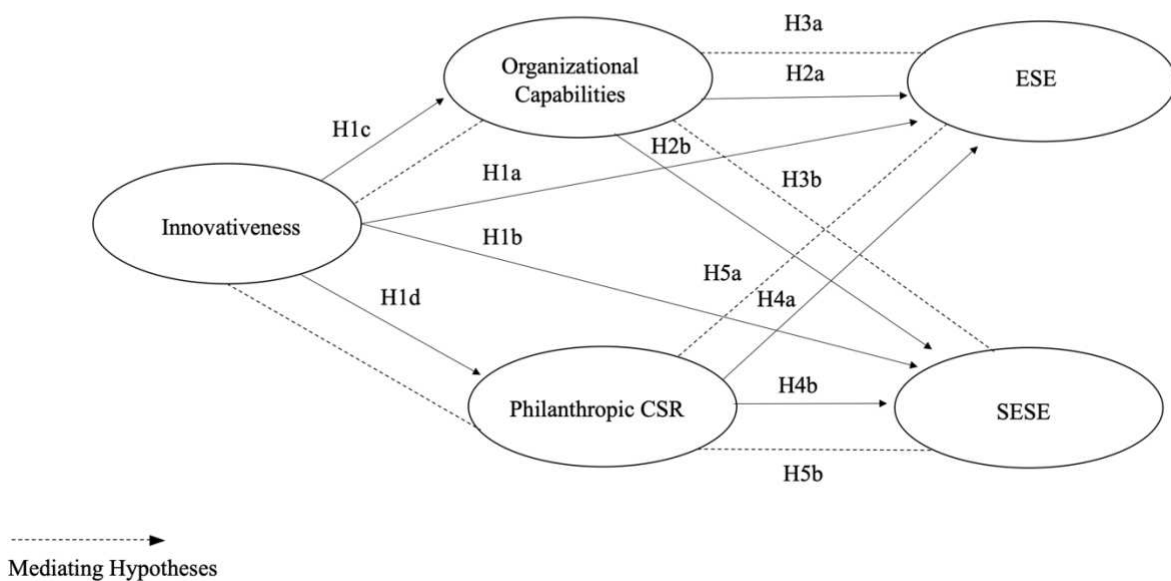 H3a
Organizational
Capabilities
ESE
H2a
H1c
H2b
H1a
H3b
Innovativeness
H1b
H5a
H4a
H1d
H4b
Philanthropic CSR
SESE
H5b
Mediating Hypotheses